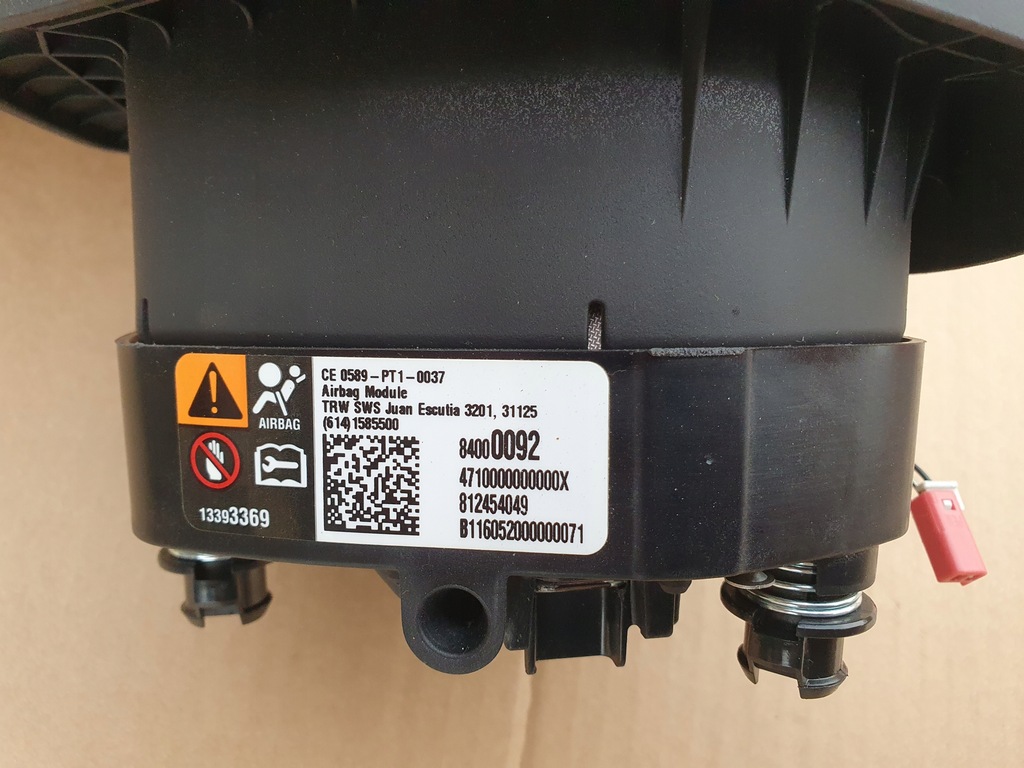 AIRBAG
13393369
CE 0589-PT1-0037
Airbag Module
TRW SWS Juan Escutia 3201, 31125
(614)1585500
84000092
4710000000000X
812454049
B116052000000071